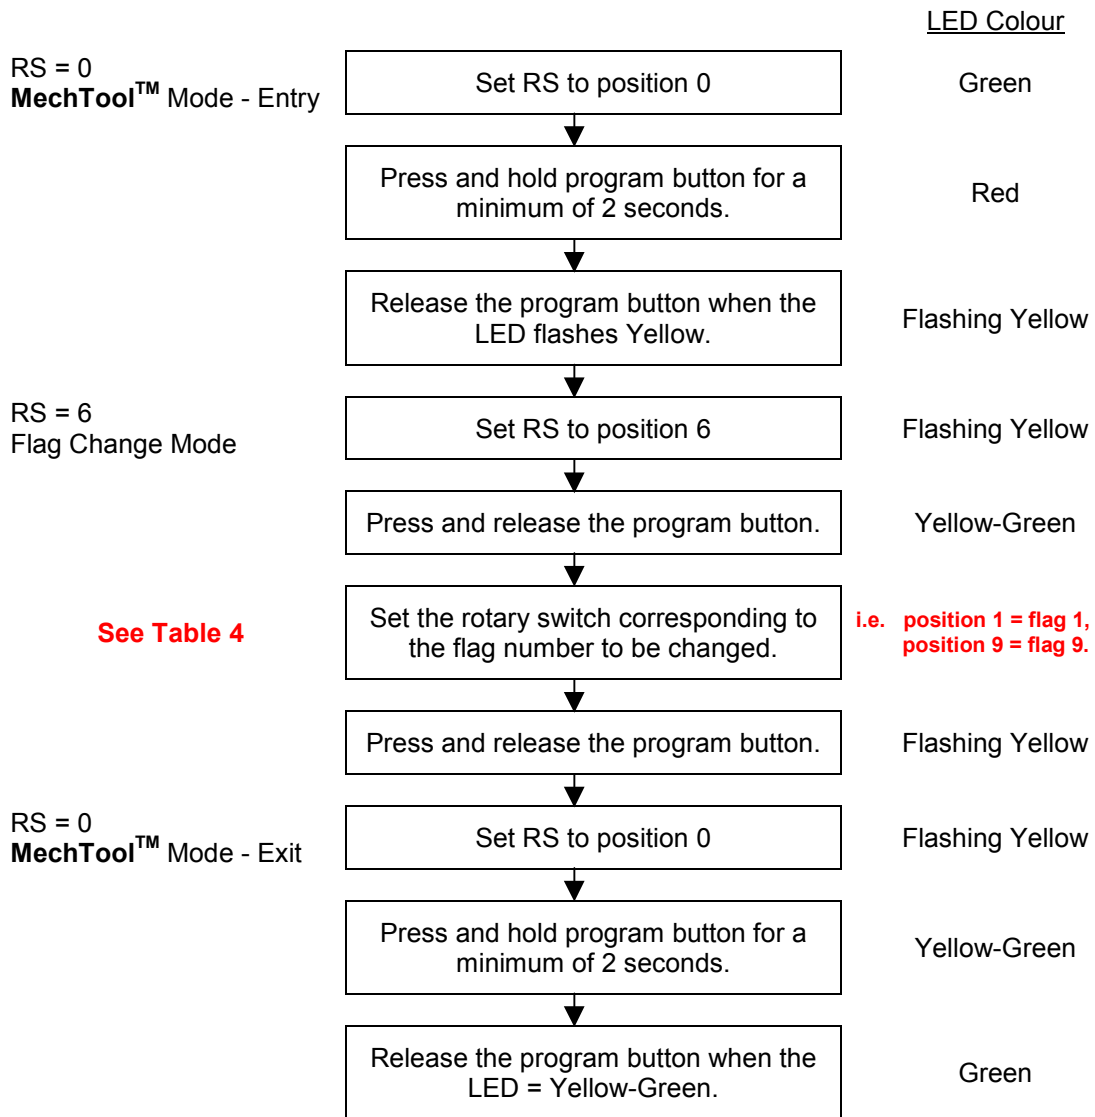 LED Colour
RS = 0
MechTool™ Mode - Entry
Set RS to position 0
Green
Press and hold program button for a
minimum of 2 seconds.
Red
Release the program button when the
LED flashes Yellow.
Flashing Yellow
RS = 6
Flag Change Mode
Set RS to position 6
Flashing Yellow
Press and release the program button.
Yellow-Green
See Table 4
Set the rotary switch corresponding to
the flag number to be changed.
i.e. position 1 = flag 1,
position 9 = flag 9.
Press and release the program button.
Flashing Yellow
RS = 0
MechTool™ Mode - Exit
Set RS to position 0
Flashing Yellow
Press and hold program button for a
minimum of 2 seconds.
Yellow-Green
Release the program button when the
LED = Yellow-Green.
Green